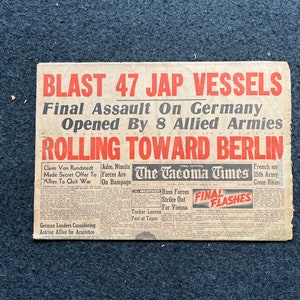 BLAST 47 JAP VESSELS
Final Assault On Germany
Opened By 8 Allied Armies
ROLLING TOWARD BERLIN
Claim Von Rundstedt
Made Secret Offer To
Allies To Quit War
Adm. Nimitz
Forces Are
On Rampage
The Tacoma Times
French and
15th Army
Cross Rhine
Russ Forces
Strike Out
For Vienna
FINAL
FLASHES
Tucker Leaves
Post at Topac
German Leaders Considering
Asking Allies for Armistice